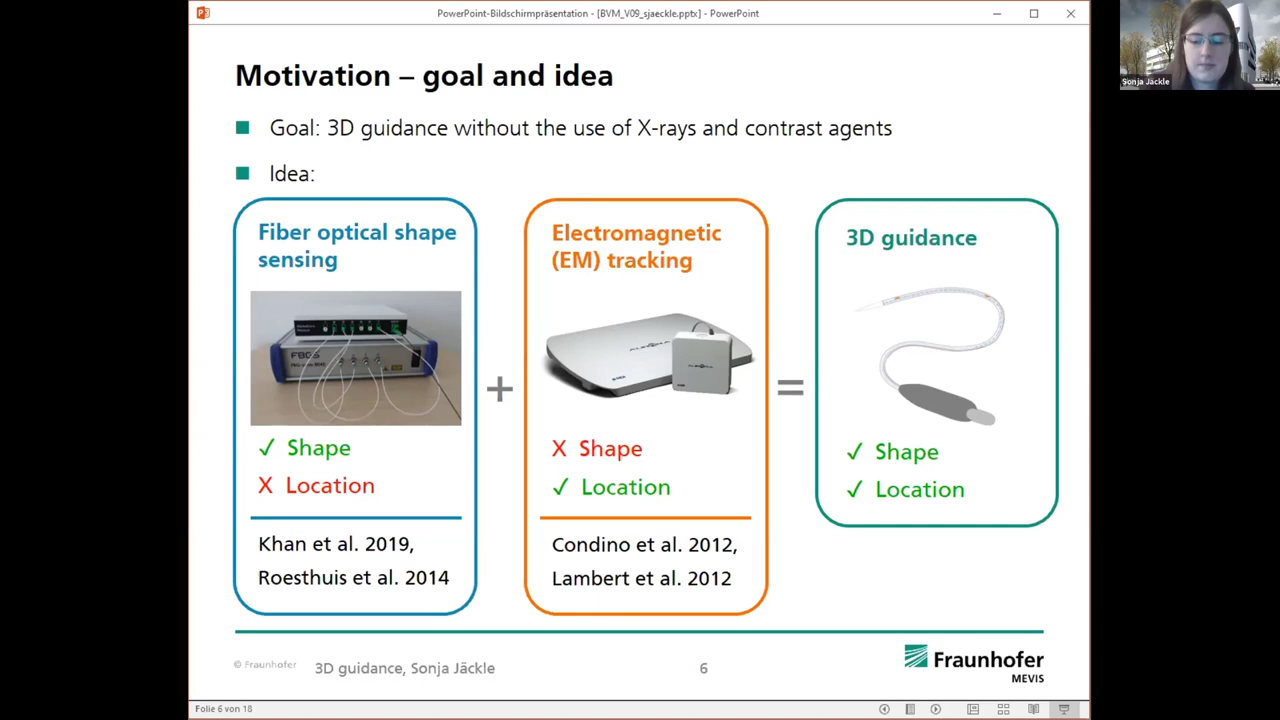 PowerPoint-Bildschirmpräsentation - [BVM_V09_sjaeckle.pptx] - PowerPoint
Sonja Jäckle
Motivation – goal and idea
Goal: 3D guidance without the use of X-rays and contrast agents
Idea:
Fiber optical shape
sensing
FBGS
✓ Shape
X Location
Khan et al. 2019,
Roesthuis et al. 2014
+
Electromagnetic
(EM) tracking
AURORA
AURORA
X Shape
✓ Location
Condino et al. 2012,
Lambert et al. 2012
=
3D guidance
✓ Shape
✓ Location
© Fraunhofer
3D guidance, Sonja Jäckle
6
Fraunhofer
MEVIS
Folie 6 von 18